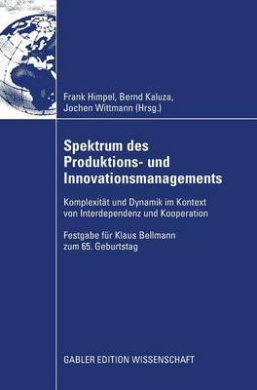 Frank Himpel, Bernd Kaluza,
Jochen Wittmann (Hrsg.)
Spektrum des
Produktions- und
Innovationsmanagements
Komplexität und Dynamik im Kontext
von Interdependenz und Kooperation
Festgabe für Klaus Bellmann
zum 65. Geburtstag
GABLER EDITION WISSENSCHAFT